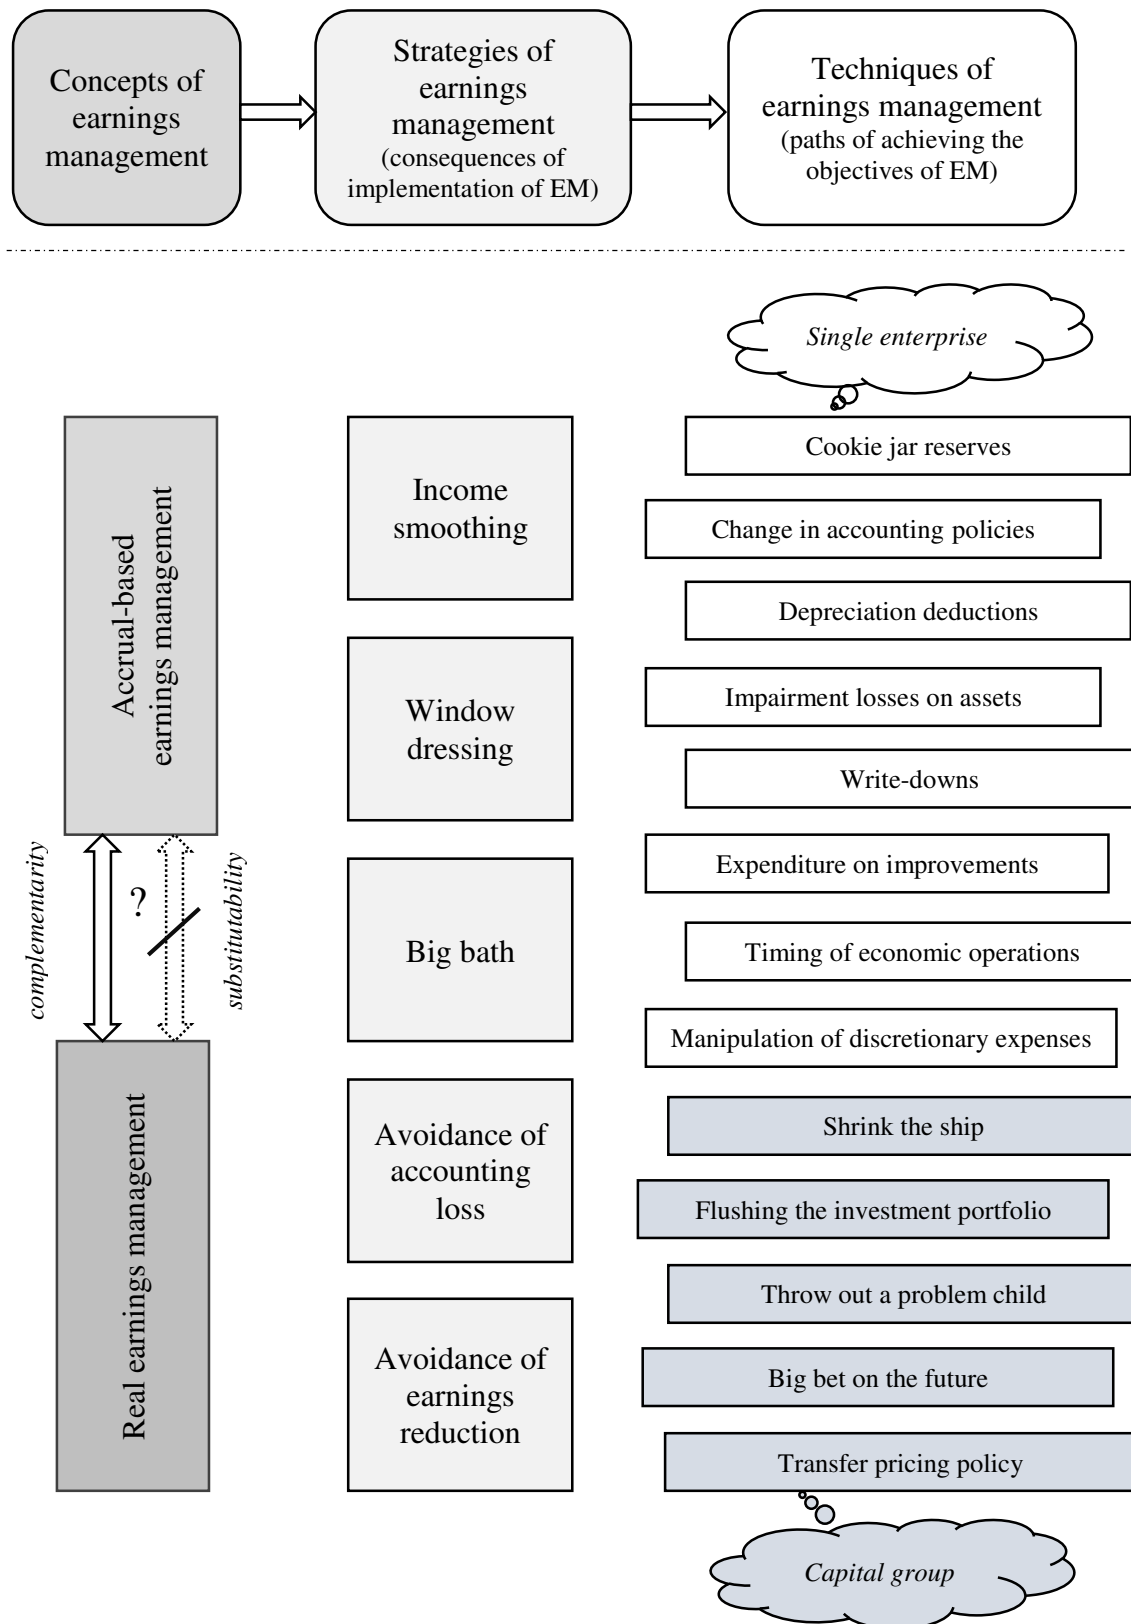 Concepts of
earnings
management
Strategies of
earnings
management
(consequences of
implementation of EM)
Techniques of
earnings management
(paths of achieving the
objectives of EM)
Single enterprise
Accrual-based
earnings management
complementarity
?
substitutability
Real earnings management
Income
smoothing
Window
dressing
Big bath
Avoidance of
accounting
loss
Avoidance of
earnings
reduction
Cookie jar reserves
Change in accounting policies
Depreciation deductions
Impairment losses on assets
Write-downs
Expenditure on improvements
Timing of economic operations
Manipulation of discretionary expenses
Shrink the ship
Flushing the investment portfolio
Throw out a problem child
Big bet on the future
Transfer pricing policy
Capital group